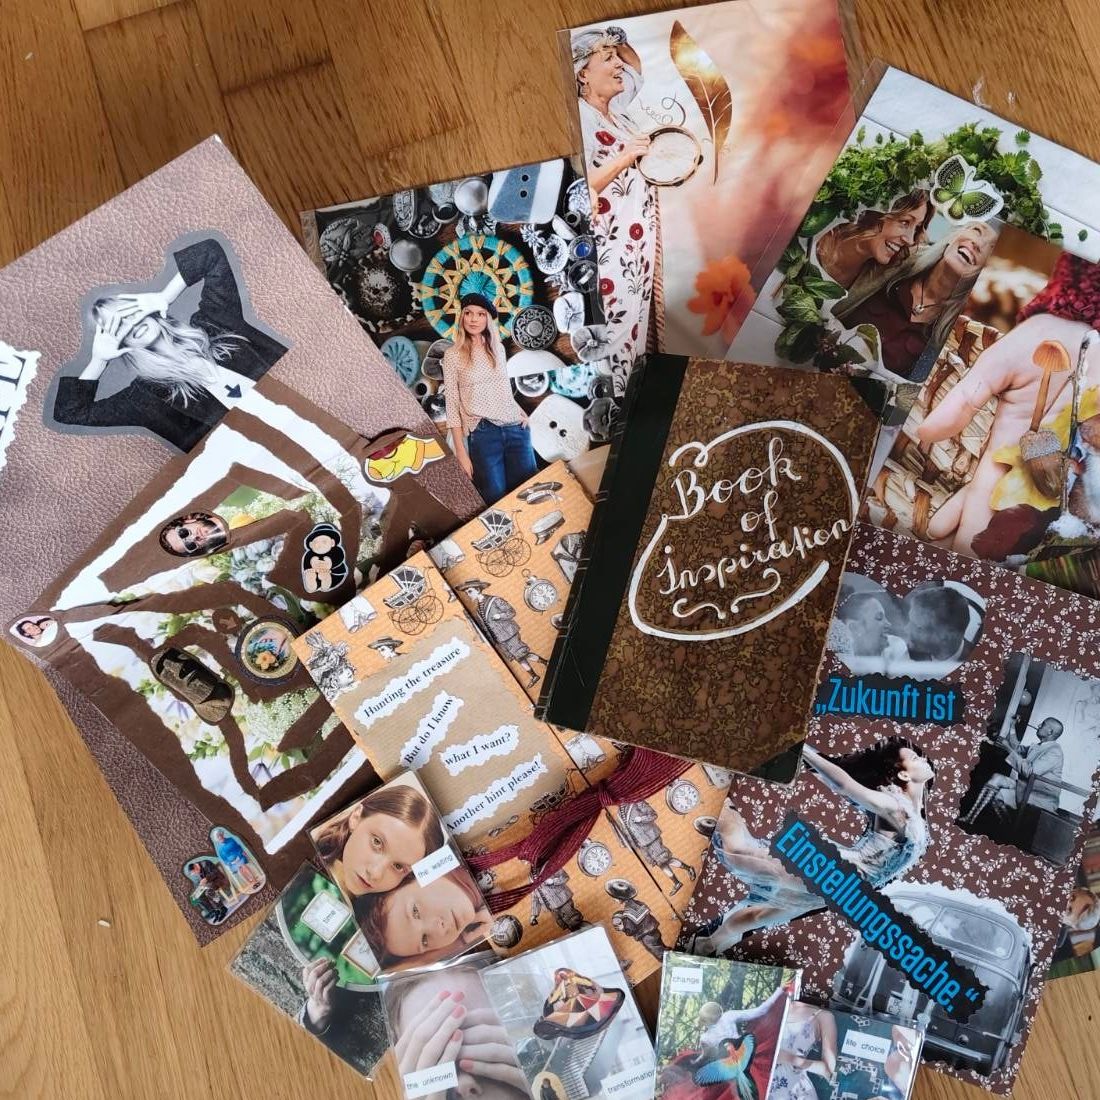 Book
of
inspiration
Hunting the treasure
But do I know
what I want?
Another hint please!
„Zukunft ist
Einstellungssache.“
the waiting
time
the unknown
transformation
change
life choice